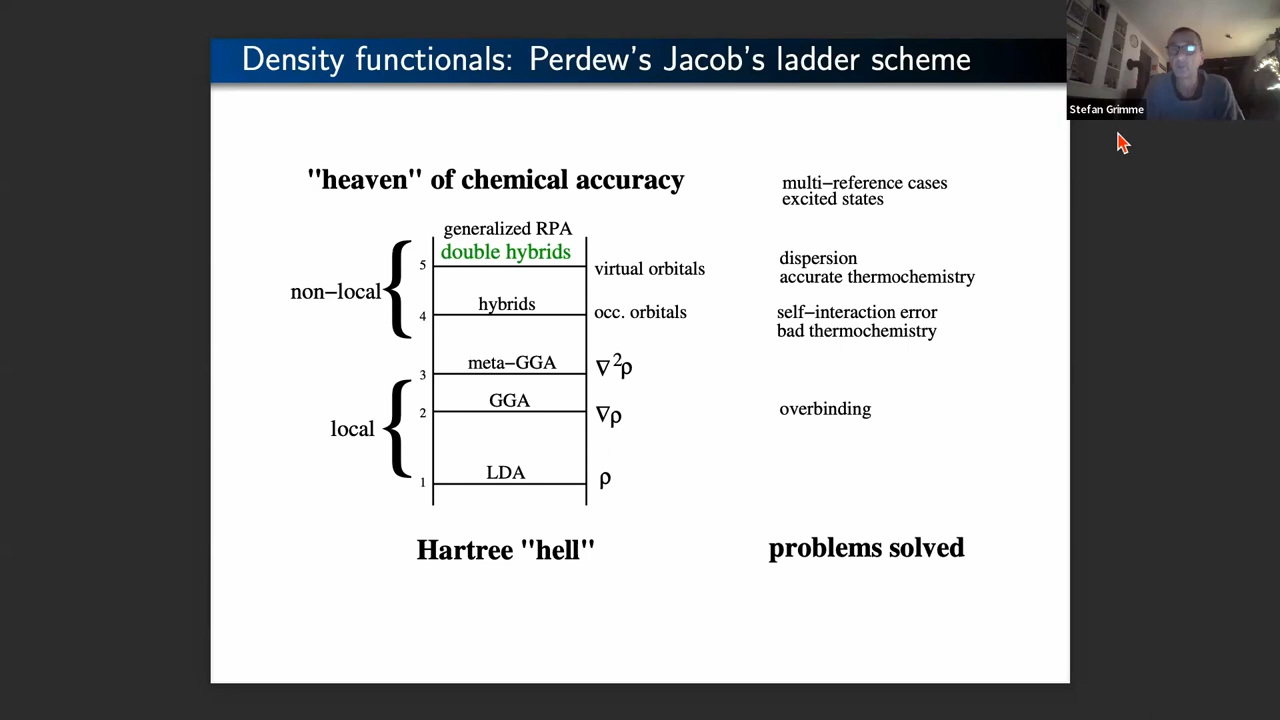 Density functionals: Perdew's Jacob's ladder scheme
Stefan Grimme
"heaven" of chemical accuracy
multi−reference cases
excited states
generalized RPA
double hybrids
5
virtual orbitals
dispersion
accurate thermochemistry
non−local
hybrids
4
occ. orbitals
self−interaction error
bad thermochemistry
meta−GGA
3
∇²ρ
GGA
2
∇ρ
overbinding
local
LDA
1
ρ
Hartree "hell"
problems solved